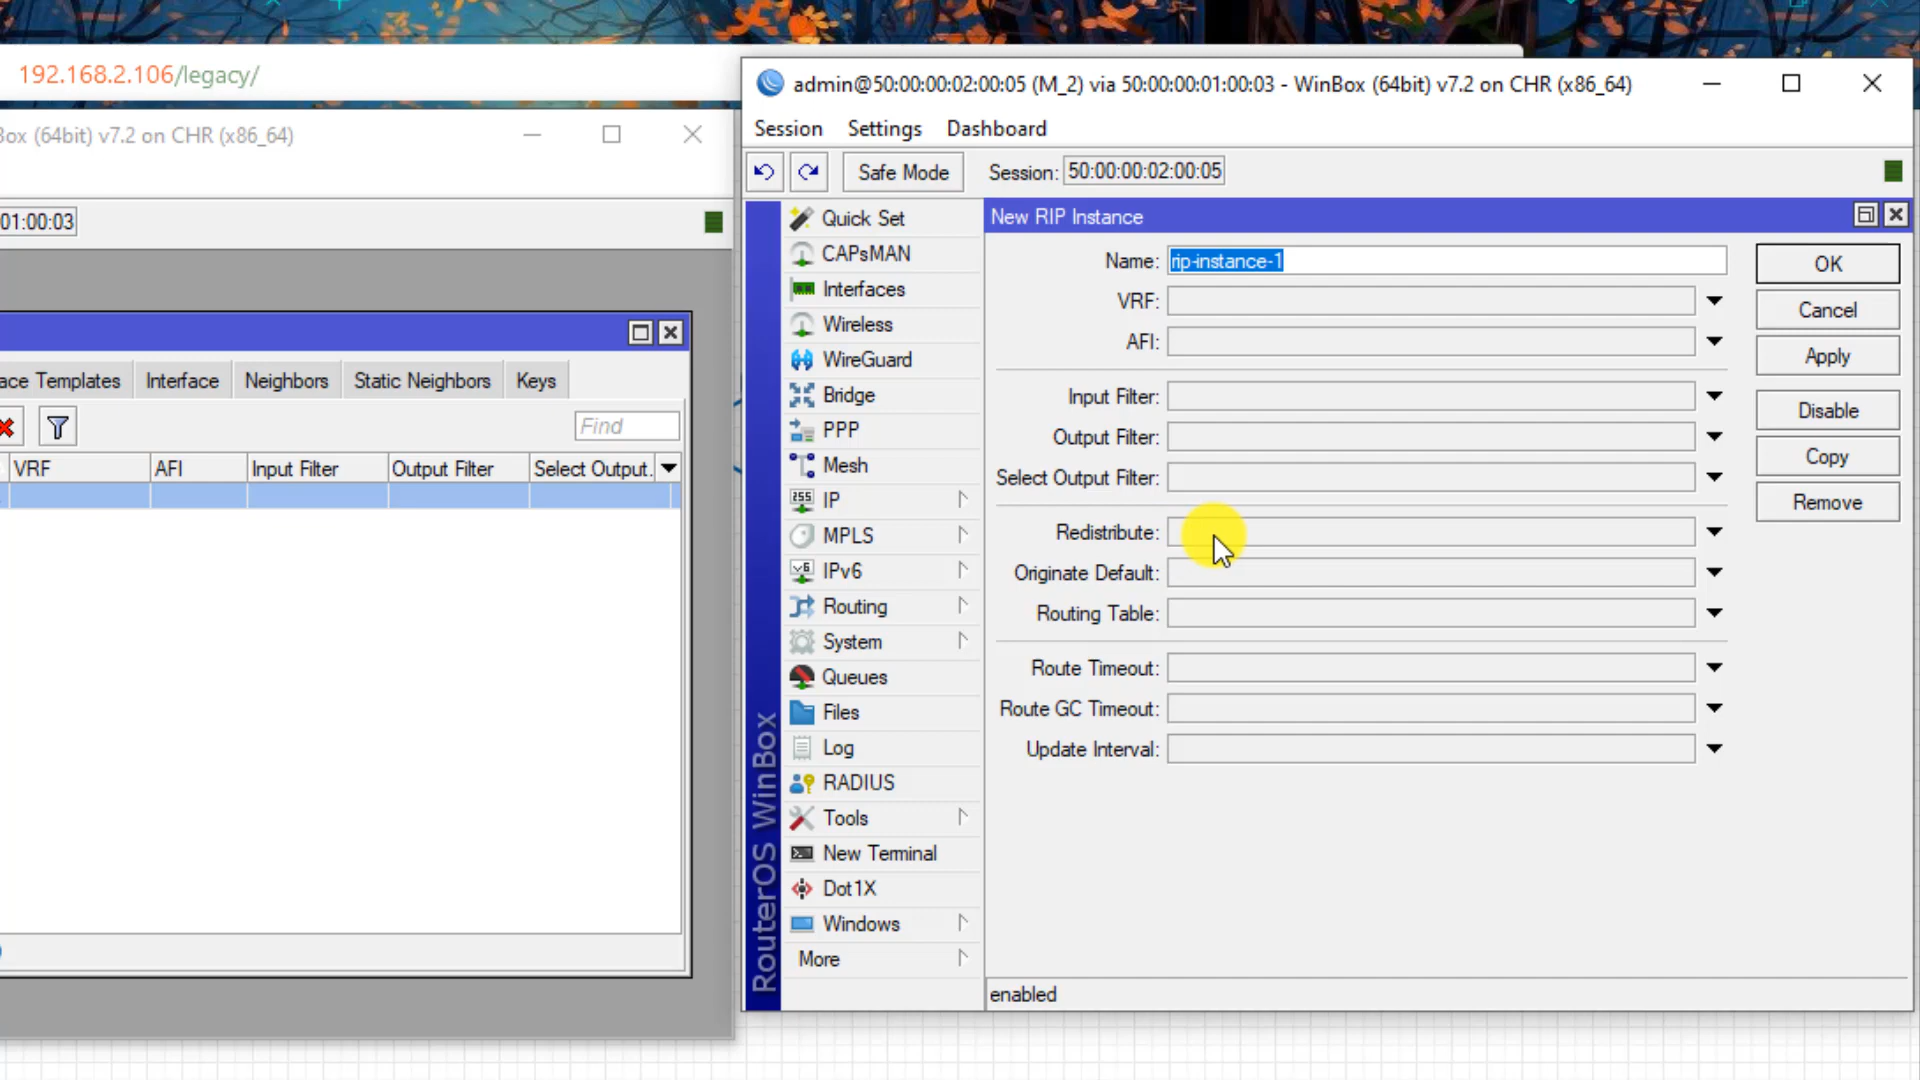 192.168.2.106/legacy/
Box (64bit) v7.2 on CHR (x86_64)
01:00:03
ace Templates
Interface
Neighbors
Static Neighbors
Keys
Find
VRF
AFI
Input Filter
Output Filter
Select Output.
admin@50:00:00:02:00:05 (M_2) via 50:00:00:01:00:03 - WinBox (64bit) v7.2 on CHR (x86_64)
Session
Settings
Dashboard
Safe Mode
Session:
50:00:00:02:00:05
RouterOS WinBox
Quick Set
CAPsMAN
Interfaces
Wireless
WireGuard
Bridge
PPP
Mesh
255
IP
MPLS
v6
IPv6
Routing
System
Queues
Files
Log
RADIUS
Tools
New Terminal
Dot1X
Windows
More
New RIP Instance
Name: rip-instance-1
VRF:
AFI:
Input Filter:
Output Filter:
Select Output Filter:
Redistribute:
Originate Default:
Routing Table:
Route Timeout:
Route GC Timeout:
Update Interval:
OK
Cancel
Apply
Disable
Copy
Remove
enabled